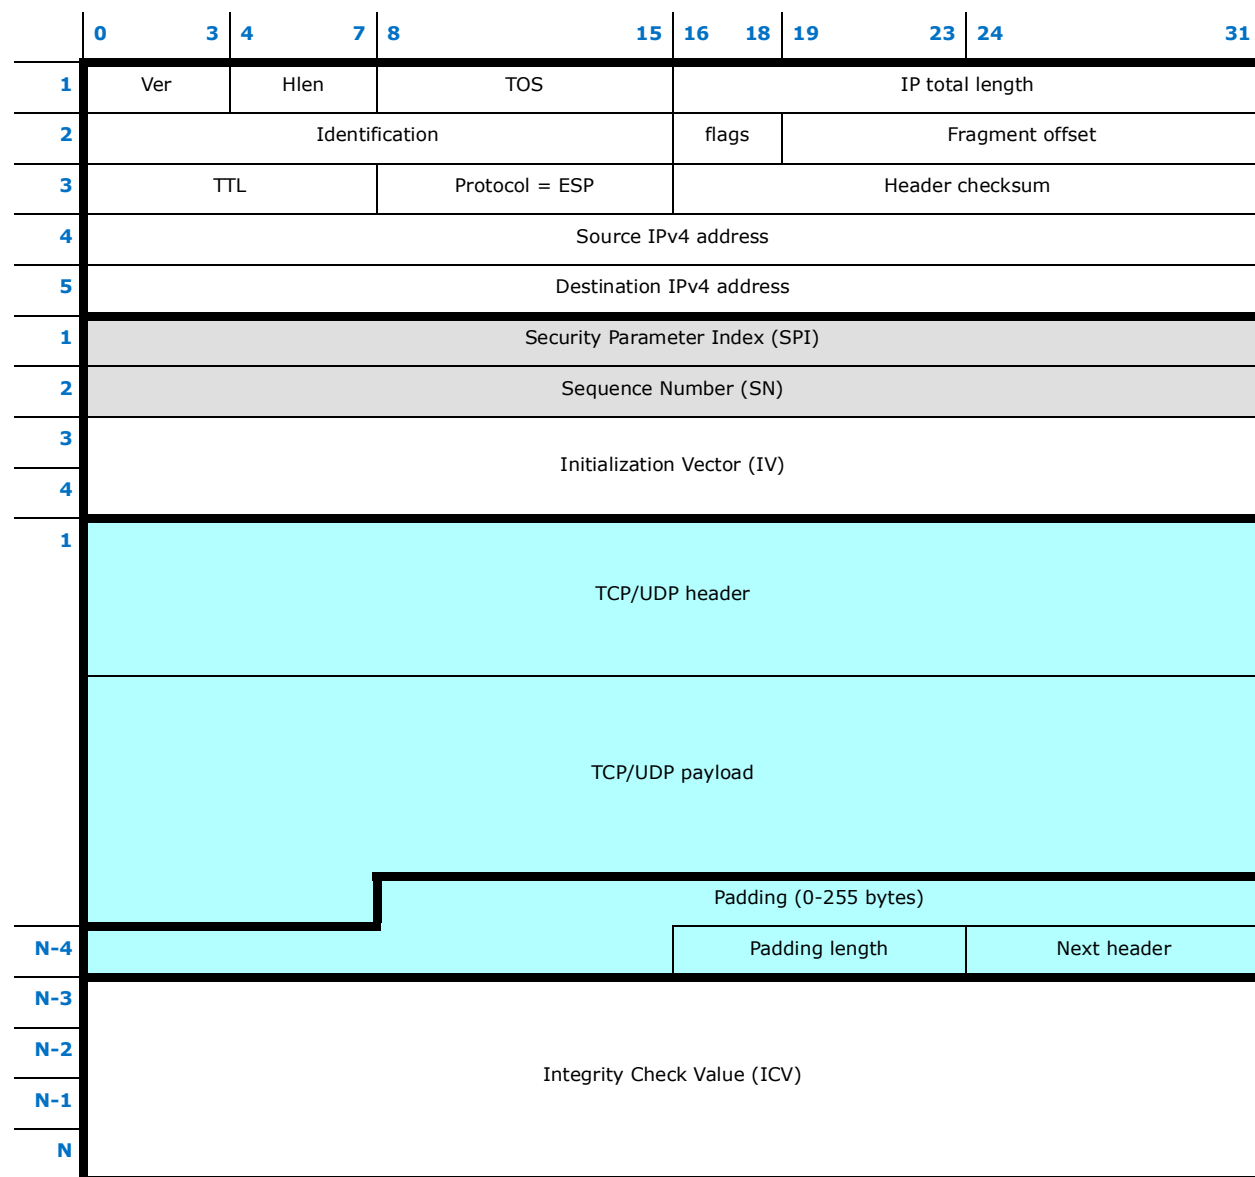 0 3 4 7 8 15 16 18 19 23 24 31
1 Ver Hlen TOS IP total length
2 Identification flags Fragment offset
3 TTL Protocol = ESP Header checksum
4 Source IPv4 address
5 Destination IPv4 address
1 Security Parameter Index (SPI)
2 Sequence Number (SN)
3
Initialization Vector (IV)
4
1
TCP/UDP header
TCP/UDP payload
Padding (0-255 bytes)
N-4 Padding length Next header
N-3
N-2
Integrity Check Value (ICV)
N-1
N